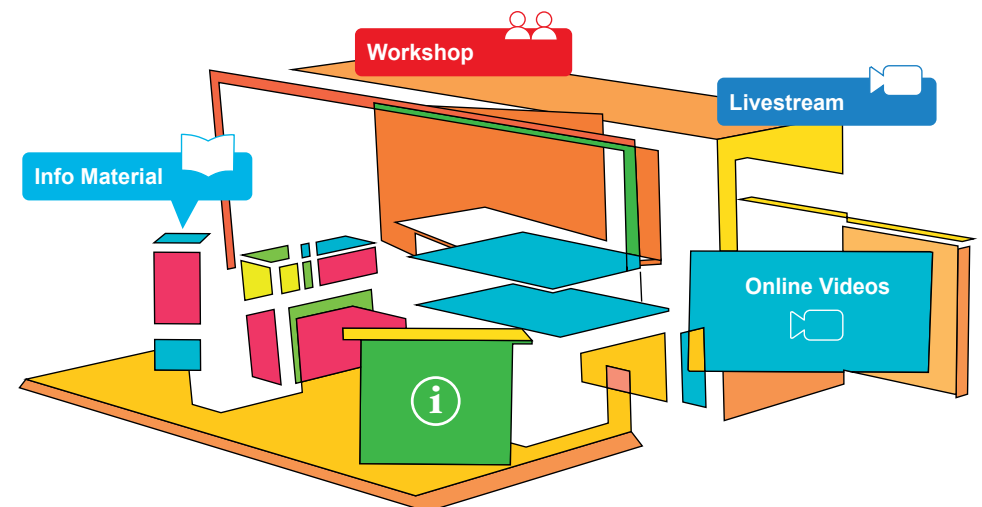 Workshop
Livestream
Info Material
Online Videos
i